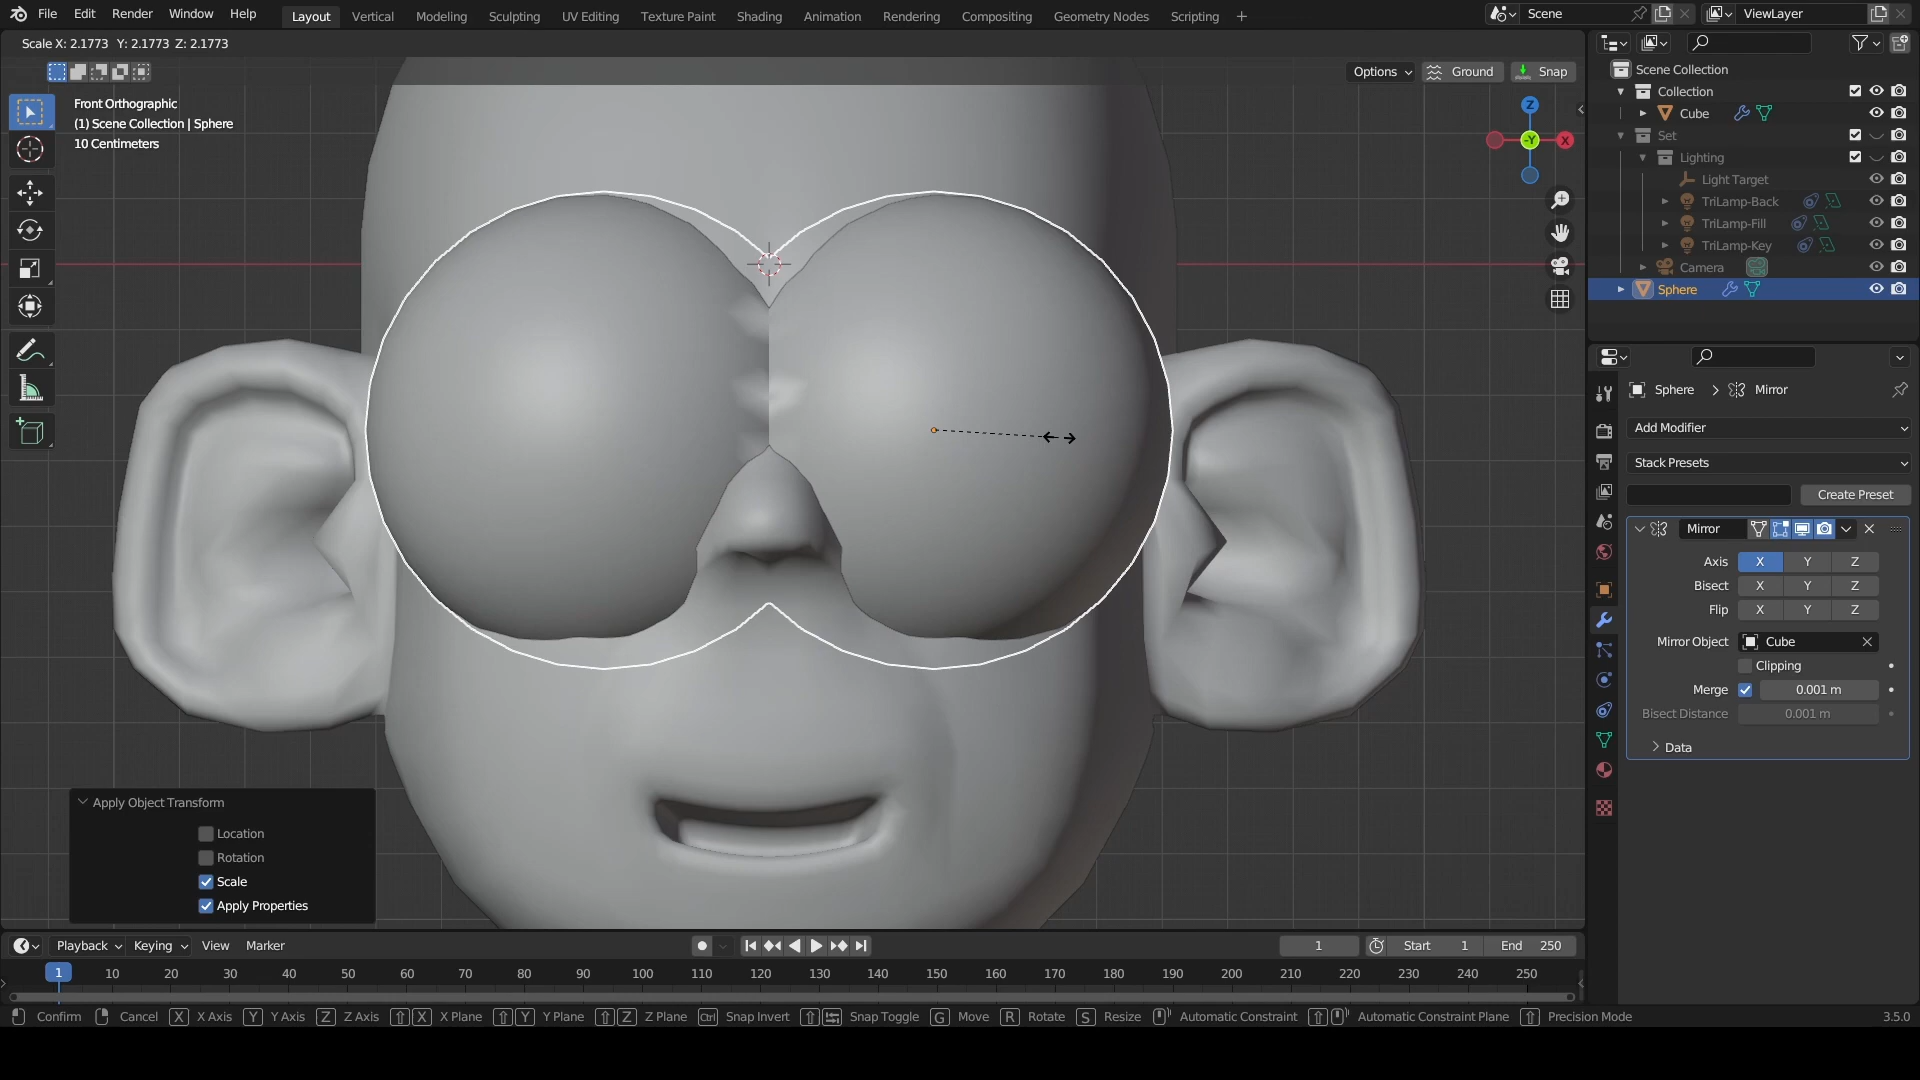 File Edit Render Window Help Layout Vertical Modeling Sculpting UV Editing Texture Paint Shading Animation Rendering Compositing Geometry Nodes Scripting + Scene ViewLayer
Scale X: 2.1773 Y: 2.1773 Z: 2.1773
Options Ground Snap
Front Orthographic
(1) Scene Collection | Sphere
10 Centimeters
Z
-Y
X
Scene Collection
Collection
Cube
Set
Lighting
Light Target
TriLamp-Back
TriLamp-Fill
TriLamp-Key
Camera
Sphere
Sphere > Mirror
Add Modifier
Stack Presets
Create Preset
Mirror
Axis X Y Z
Bisect X Y Z
Flip X Y Z
Mirror Object Cube
Clipping
Merge 0.001 m
Bisect Distance 0.001 m
Data
Apply Object Transform
Location
Rotation
Scale
Apply Properties
Playback Keying View Marker 1 Start 1 End 250
1 10 20 30 40 50 60 70 80 90 100 110 120 130 140 150 160 170 180 190 200 210 220 230 240 250
Confirm Cancel X X Axis Y Y Axis Z Z Axis X X Plane Y Y Plane Z Z Plane Ctrl Snap Invert Snap Toggle G Move R Rotate S Resize Automatic Constraint Automatic Constraint Plane Precision Mode 3.5.0